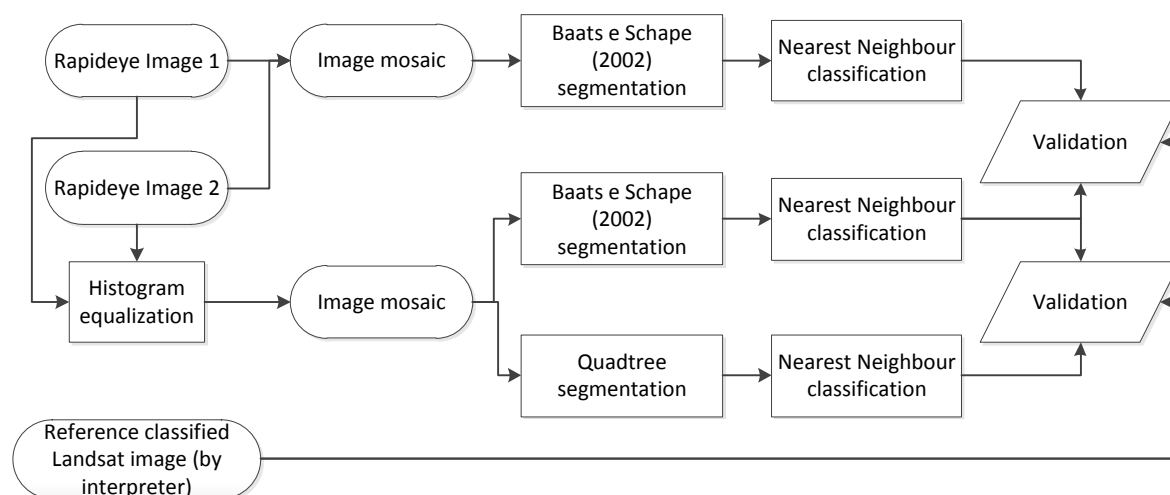 Rapideye Image 1
Image mosaic
Baats e Schape
(2002)
segmentation
Nearest Neighbour
classification
Validation
Rapideye Image 2
Baats e Schape
(2002)
segmentation
Nearest Neighbour
classification
Histogram
equalization
Image mosaic
Validation
Quadtree
segmentation
Nearest Neighbour
classification
Reference classified
Landsat image (by
interpreter)